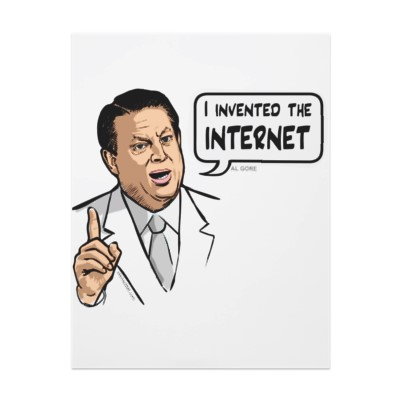 I INVENTED THE
INTERNET
AL GORE